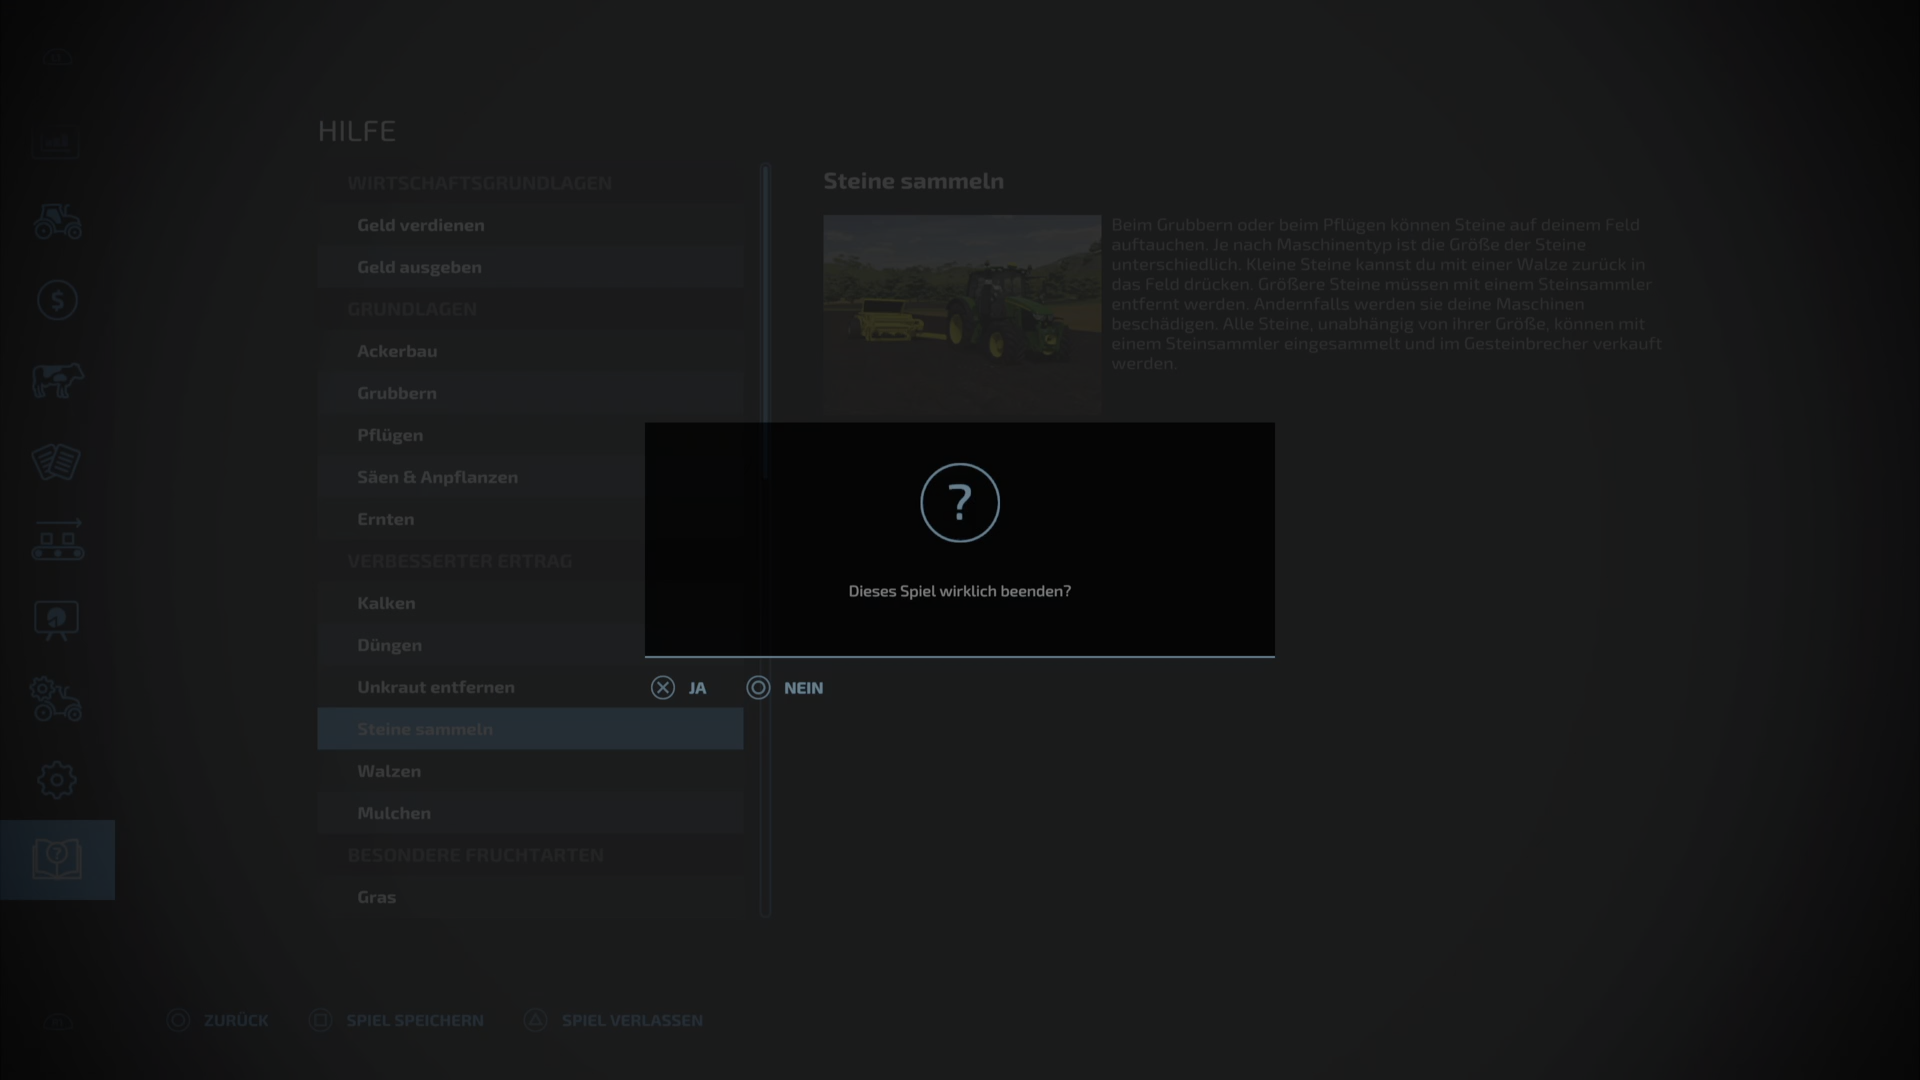 HILFE
WIRTSCHAFTSGRUNDLAGEN
Geld verdienen
Geld ausgeben
GRUNDLAGEN
Ackerbau
Grubbern
Pflügen
Säen & Anpflanzen
Ernten
VERBESSERTER ERTRAG
Kalken
Düngen
Unkraut entfernen
Steine sammeln
Walzen
Mulchen
BESONDERE FRUCHTARTEN
Gras
Steine sammeln
Beim Grubbern oder beim Pflügen können Steine auf deinem Feld
auftauchen. Je nach Maschinentyp ist die Größe der Steine
unterschiedlich. Kleine Steine kannst du mit einer Walze zurück in
das Feld drücken. Größere Steine müssen mit einem Steinsammler
entfernt werden. Andernfalls werden sie deine Maschinen
beschädigen. Alle Steine, unabhängig von ihrer Größe, können mit
einem Steinsammler eingesammelt und im Gesteinbrecher verkauft
werden.
?
Dieses Spiel wirklich beenden?
JA NEIN
ZURÜCK SPIEL SPEICHERN SPIEL VERLASSEN